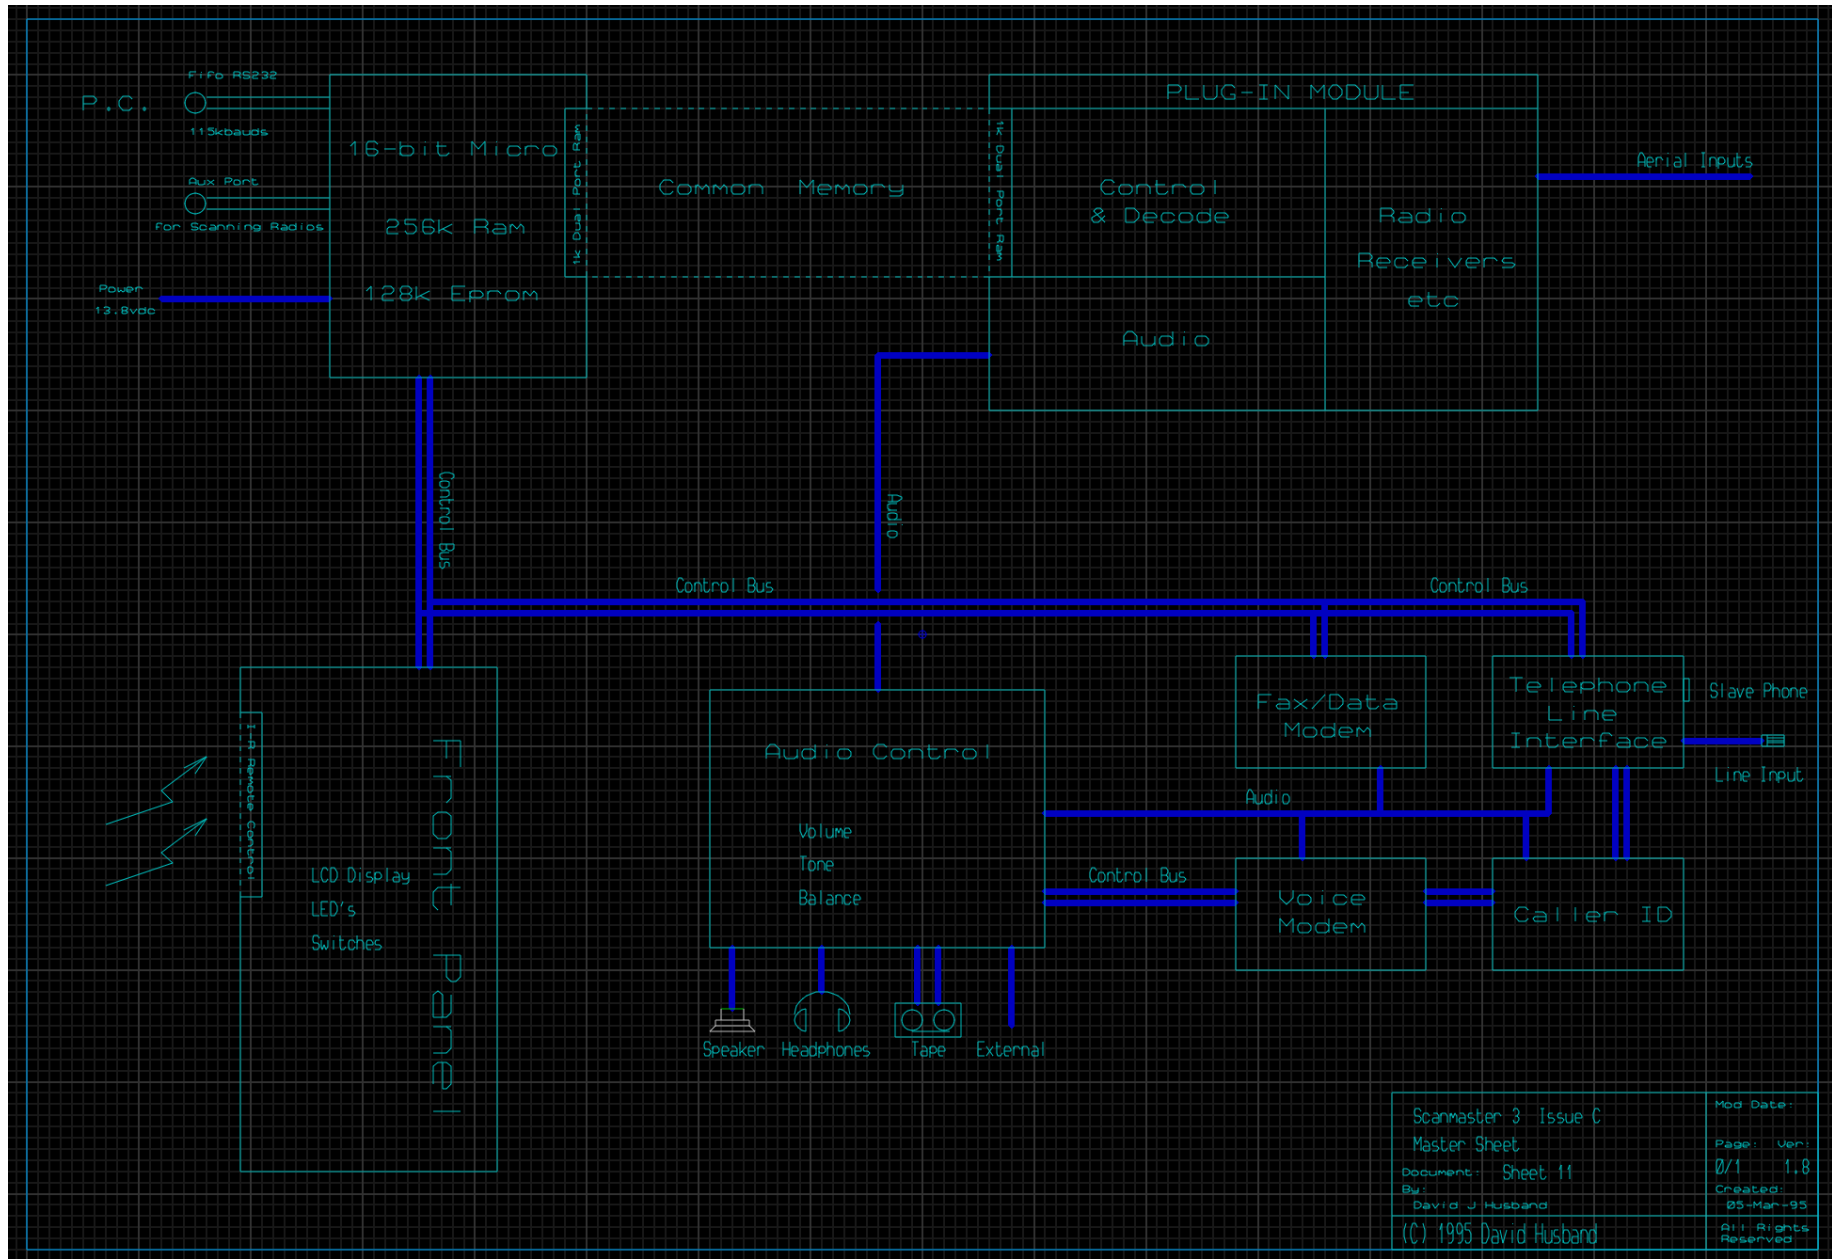 Fifo RS232
P.C.
115kbauds
Aux Port
For Scanning Radios
Power
13.8vdc
16-bit Micro
256k Ram
128k Eprom
1k Dual Port Ram
Common Memory
1k Dual Port Ram
PLUG-IN MODULE
Control
& Decode
Audio
Radio
Receivers
etc
Aerial Inputs
Control Bus
Audio
Control Bus
Control Bus
I-R Remote Control
Front Panel
LCD Display
LED's
Switches
Audio Control
Volume
Tone
Balance
Fax/Data
Modem
Telephone
Line
Interface
Slave Phone
Line Input
Audio
Control Bus
Voice
Modem
Caller ID
Speaker
Headphones
Tape
External
Scanmaster 3 Issue C
Master Sheet
Document: Sheet 11
By:
David J Husband
(C) 1995 David Husband
Mod Date:
Page: Ver:
0/1 1.8
Created:
05-Mar-95
All Rights
Reserved